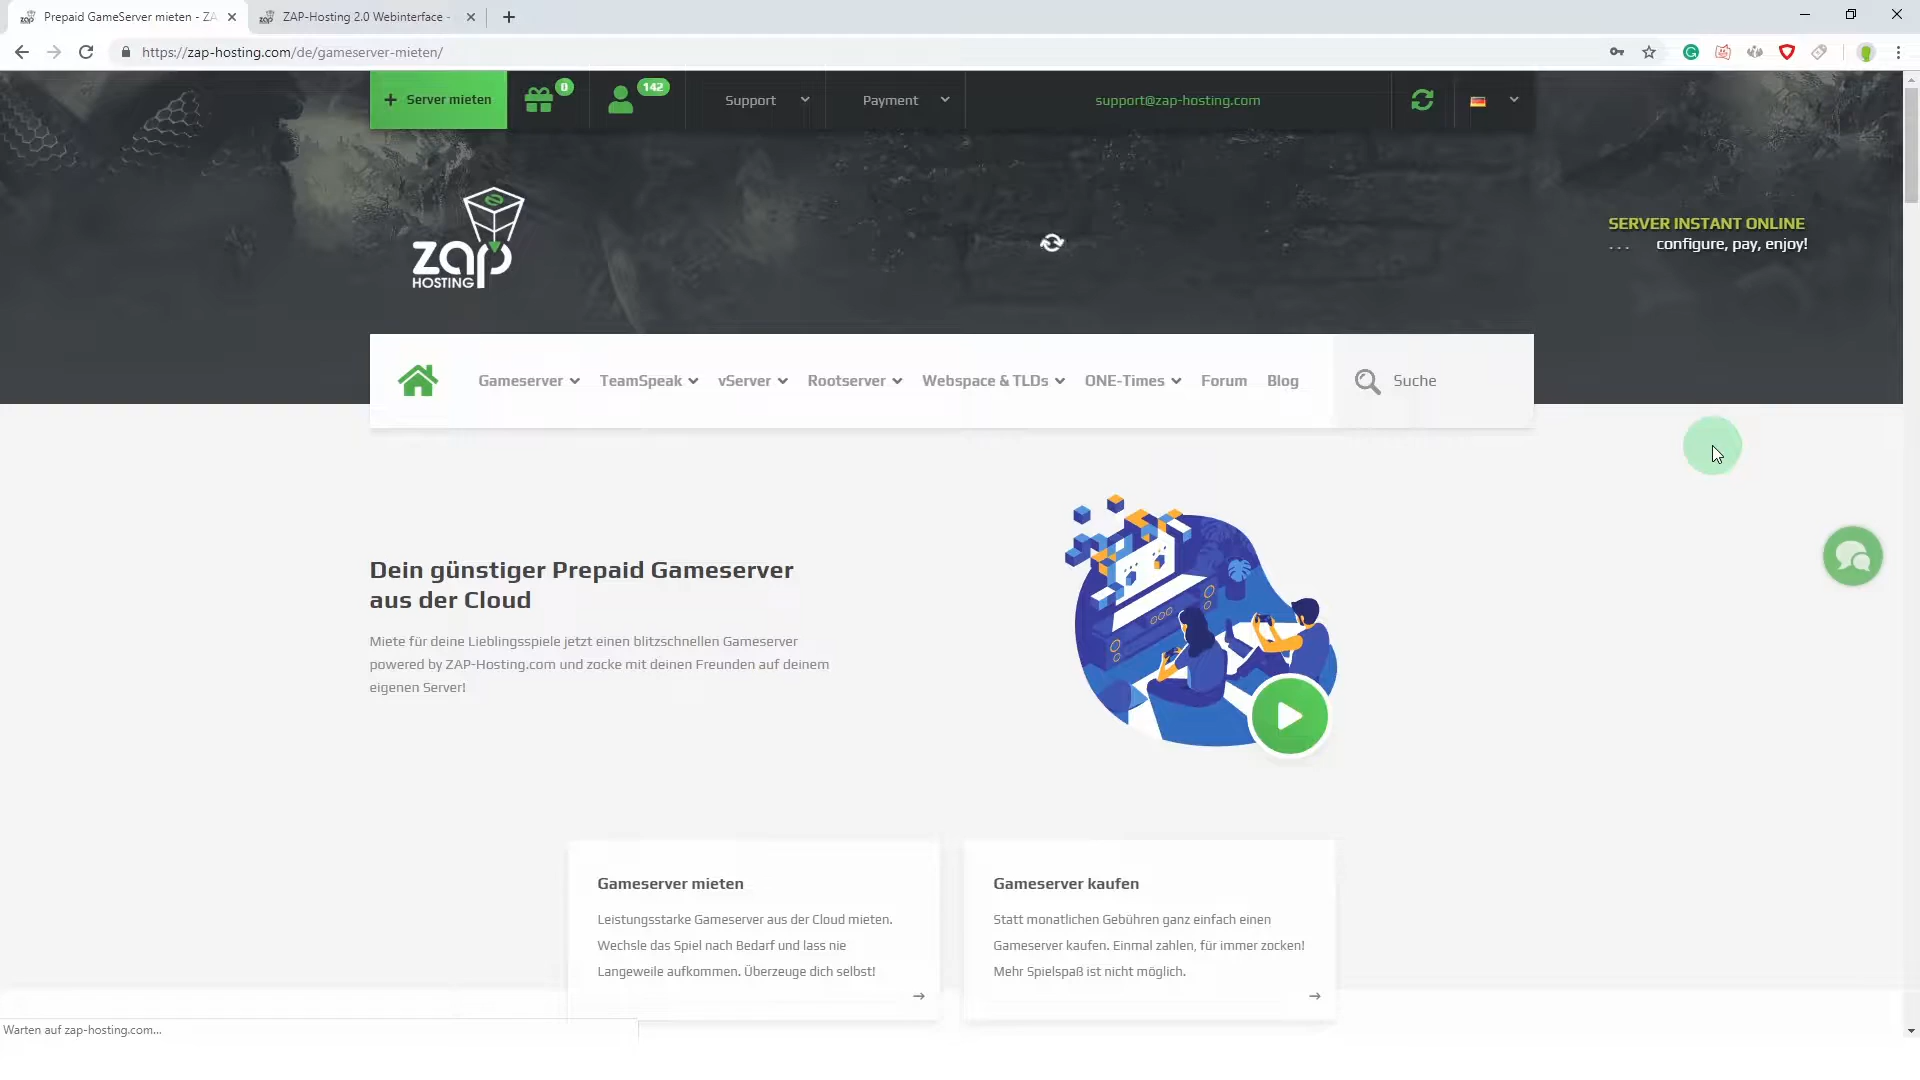 Prepaid GameServer mieten - ZA
ZAP-Hosting 2.0 Webinterface -
https://zap-hosting.com/de/gameserver-mieten/
+ Server mieten
0
142
Support
Payment
support@zap-hosting.com
zap
HOSTING
SERVER INSTANT ONLINE
... configure, pay, enjoy!
Gameserver
TeamSpeak
vServer
Rootserver
Webspace & TLDs
ONE-Times
Forum
Blog
Suche
Dein günstiger Prepaid Gameserver
aus der Cloud
Miete für deine Lieblingsspiele jetzt einen blitzschnellen Gameserver
powered by ZAP-Hosting.com und zocke mit deinen Freunden auf deinem
eigenen Server!
Gameserver mieten
Leistungsstarke Gameserver aus der Cloud mieten.
Wechsle das Spiel nach Bedarf und lass nie
Langeweile aufkommen. Überzeuge dich selbst!
→
Gameserver kaufen
Statt monatlichen Gebühren ganz einfach einen
Gameserver kaufen. Einmal zahlen, für immer zocken!
Mehr Spielspaß ist nicht möglich.
→
Warten auf zap-hosting.com...